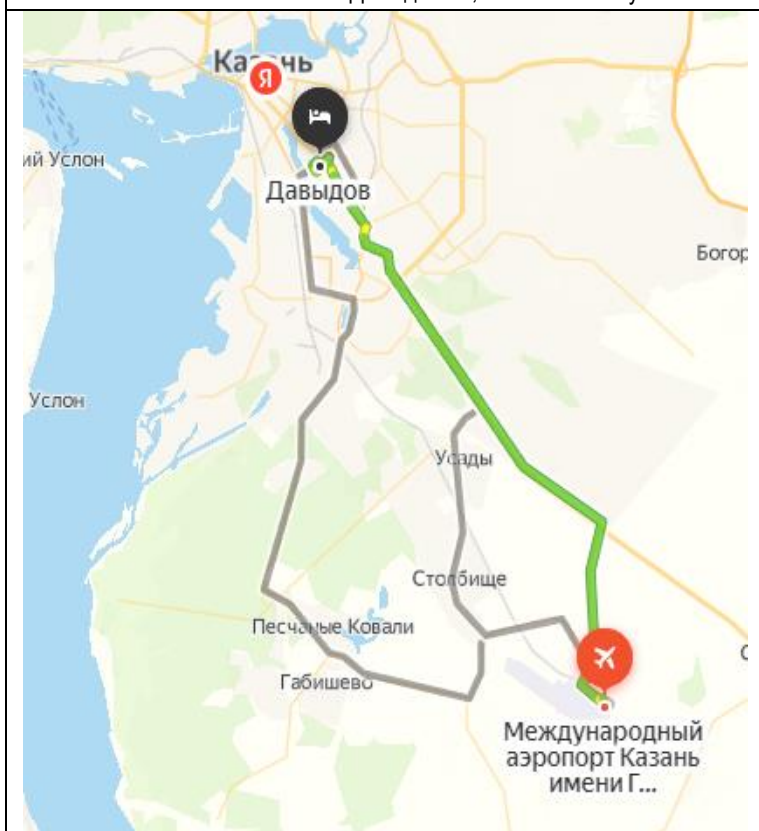 Казань
Я
ий Услон
Давыдов
Богор
Услон
Усады
Столбище
Песчаные Ковали
Габишево
С
Международный
аэропорт Казань
имени Г...